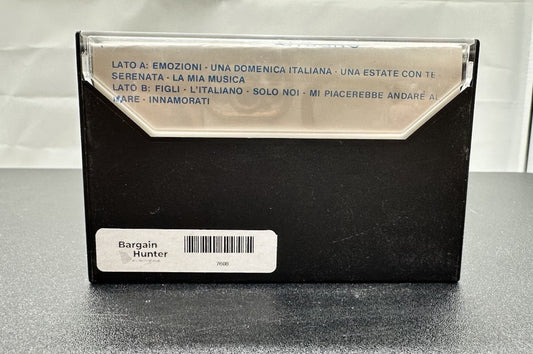 LATO A: EMOZIONI - UNA DOMENICA ITALIANA - UNA ESTATE CON TE -
SERENATA - LA MIA MUSICA
LATO B: FIGLI - L'ITALIANO - SOLO NOI - MI PIACEREBBE ANDARE AL
MARE - INNAMORATI
Bargain
Hunter
7608